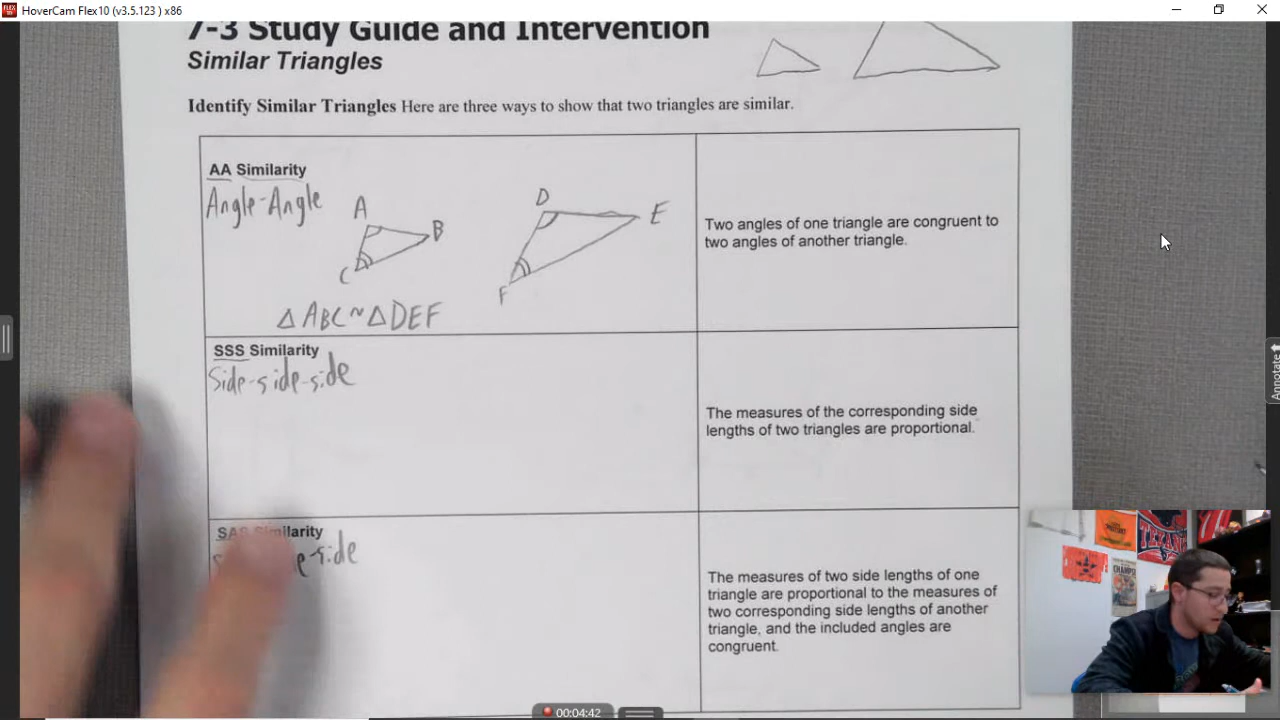 HoverCam Flex10 (v3.5.123 ) x86
7-3 Study Guide and Intervention
Similar Triangles
Identify Similar Triangles Here are three ways to show that two triangles are similar.
AA Similarity
Angle-Angle
A
B
C
D
E
F
△ABC~△DEF
Two angles of one triangle are congruent to
two angles of another triangle.
SSS Similarity
Side-side-side
The measures of the corresponding side
lengths of two triangles are proportional.
SAS Similarity
side
The measures of two side lengths of one
triangle are proportional to the measures of
two corresponding side lengths of another
triangle, and the included angles are
congruent.
Annotate
TEXANS
00:04:42